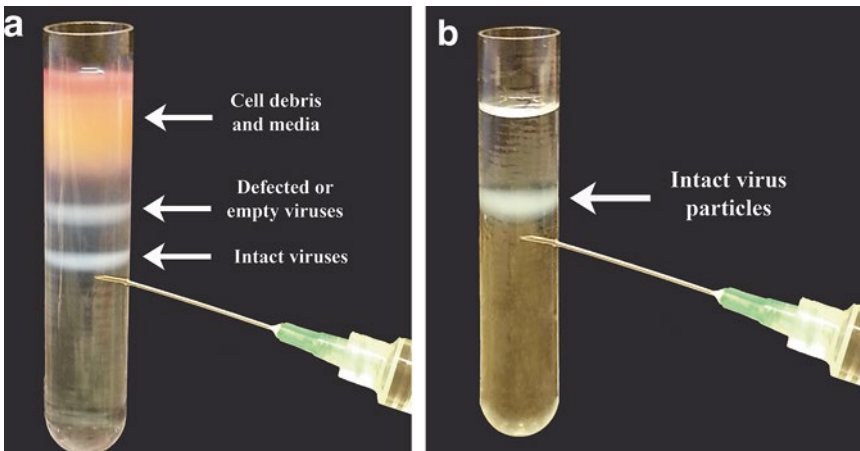 a
Cell debris
and media
Defected or
empty viruses
Intact viruses
b
Intact virus
particles